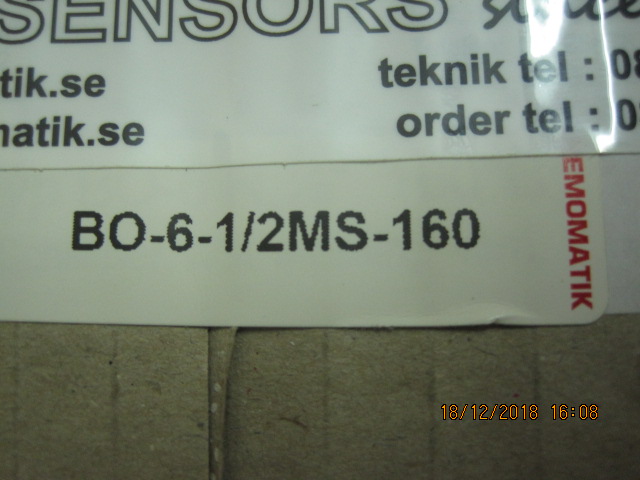 SENSORS since
tik.se
teknik tel : 08
matik.se
order tel : 0
EMOMATIK
BO-6-1/2MS-160
18/12/2018 16:08